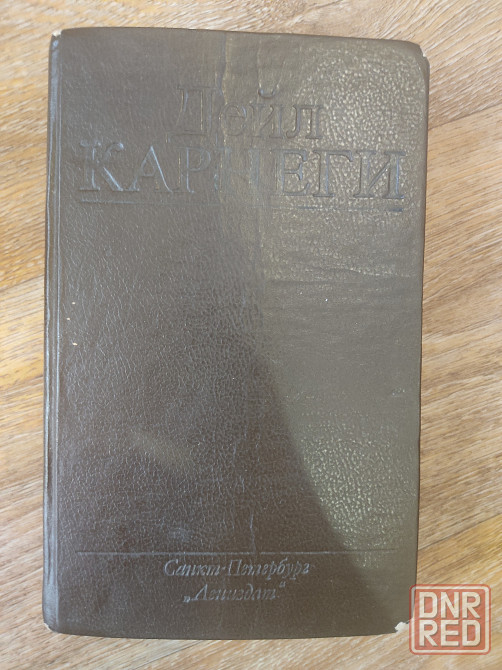 Дейл
КАРНЕГИ
Санкт-Петербург
„Лениздат“
DNR
RED